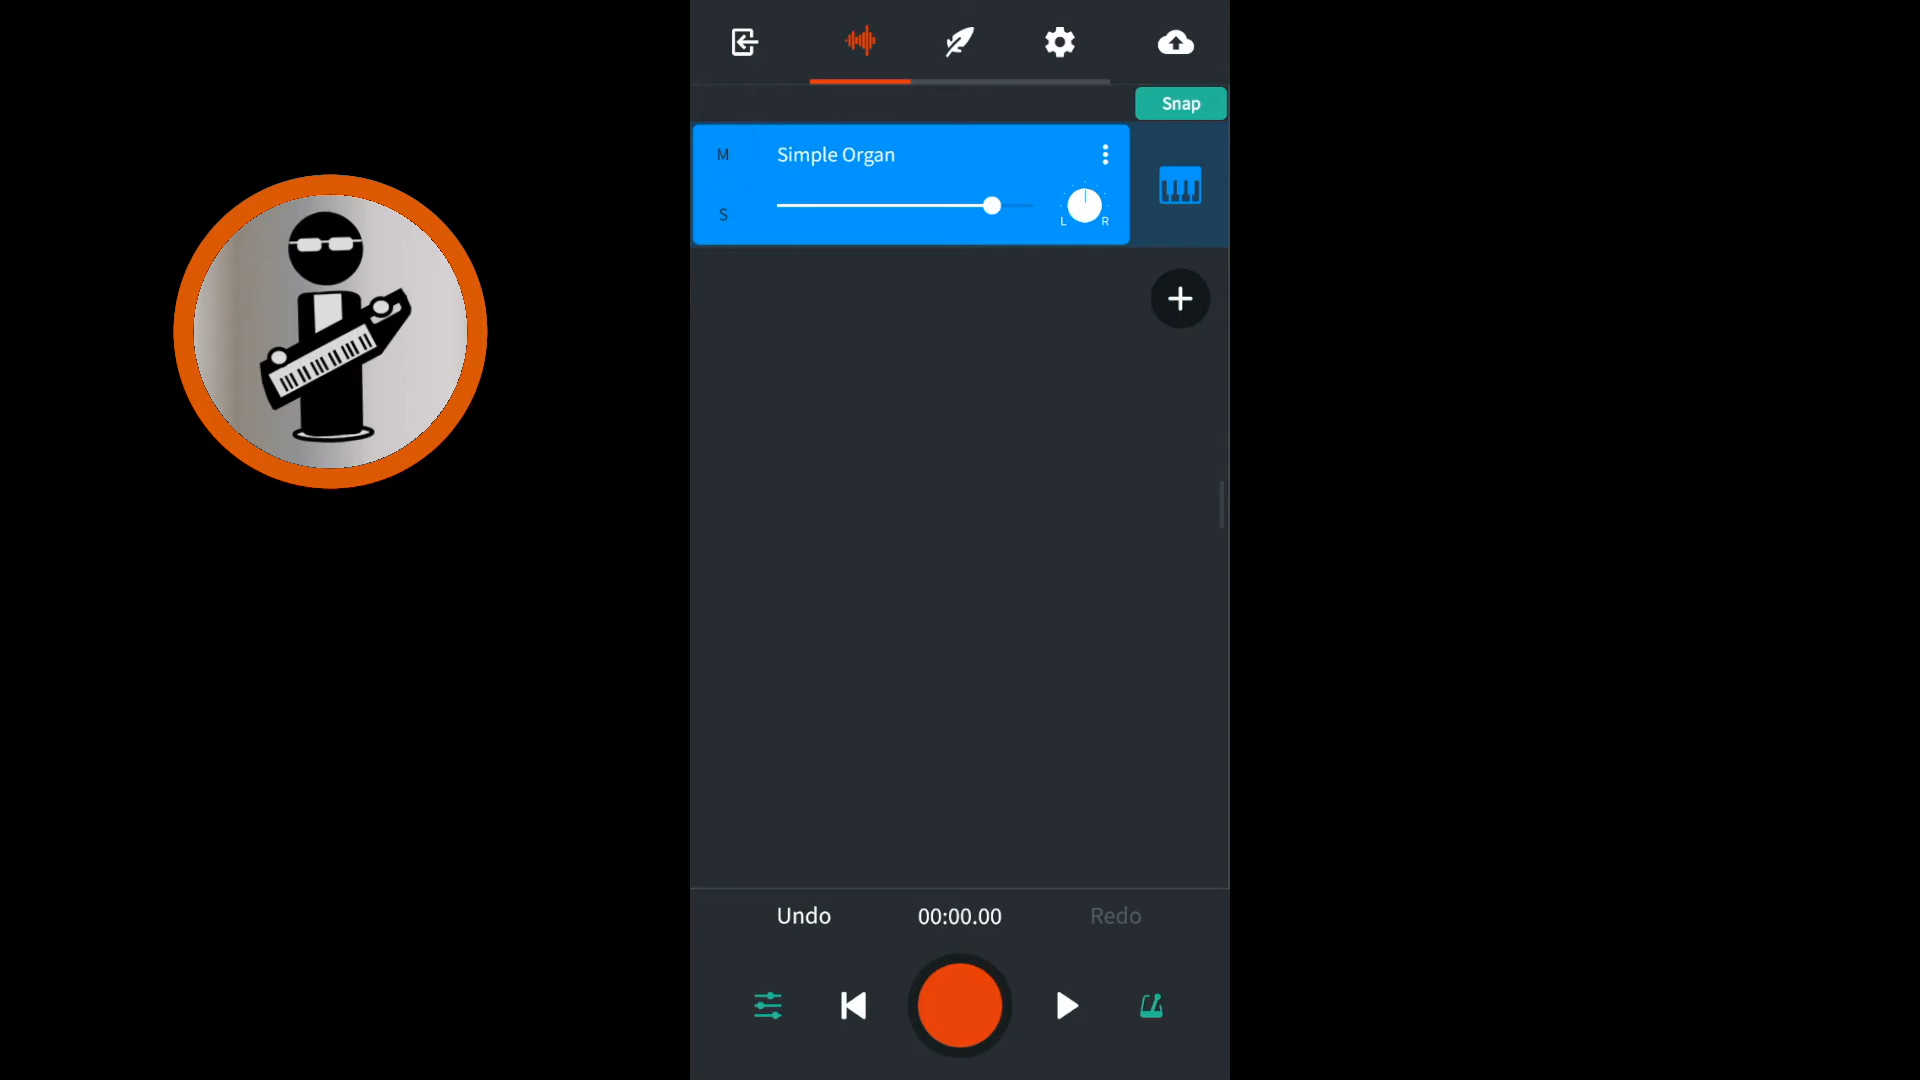 Snap
M
Simple Organ
S
L
R
Undo
00:00.00
Redo